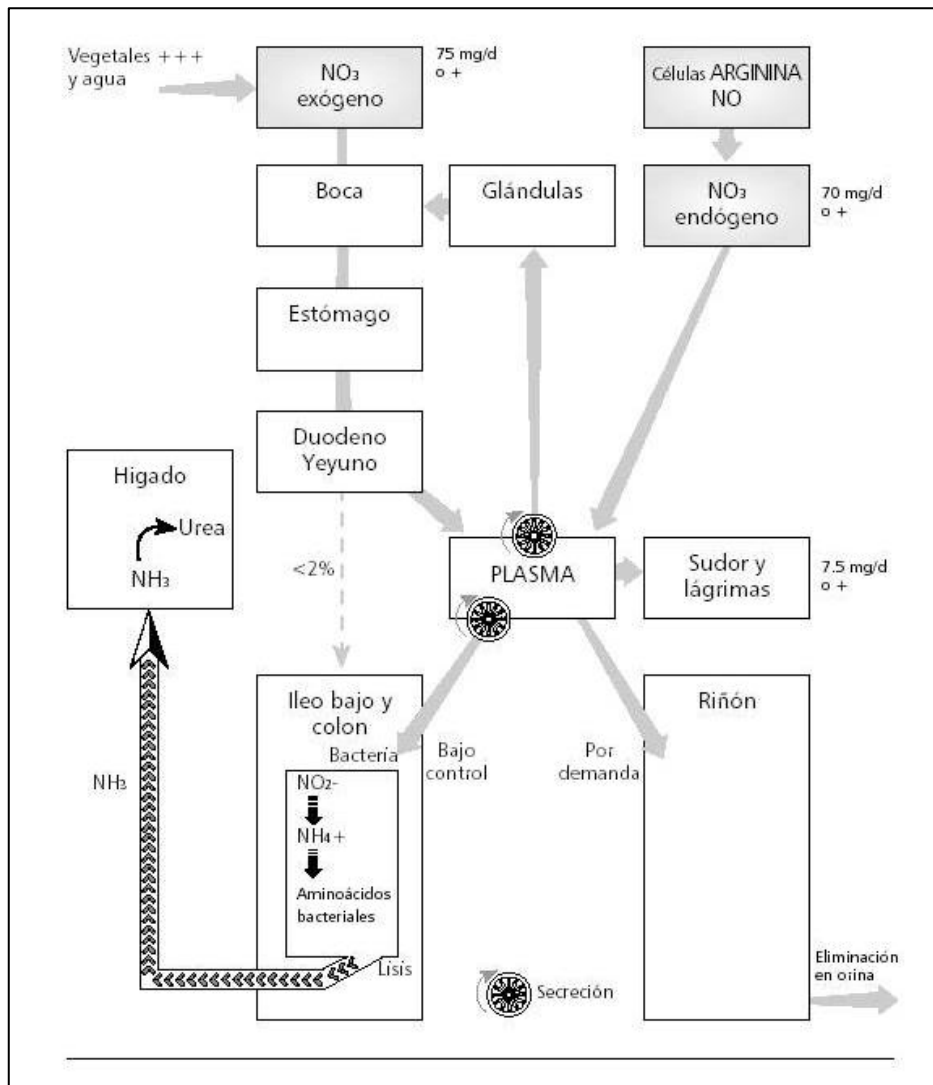 Vegetales +++
y agua
NO₃
exógeno
75 mg/d
o +
Células ARGININA
NO
Boca
Glándulas
NO₃
endógeno
70 mg/d
o +
Estómago
Duodeno
Yeyuno
Higado
Urea
NH₃
<2%
PLASMA
Sudor y
lágrimas
7.5 mg/d
o +
Ileo bajo y
colon
Bactería
Bajo
control
Por
demanda
Riñón
NH₃
NO₂-
NH₄+
Aminoácidos
bacteriales
Lisis
Secreción
Eliminación
en orina